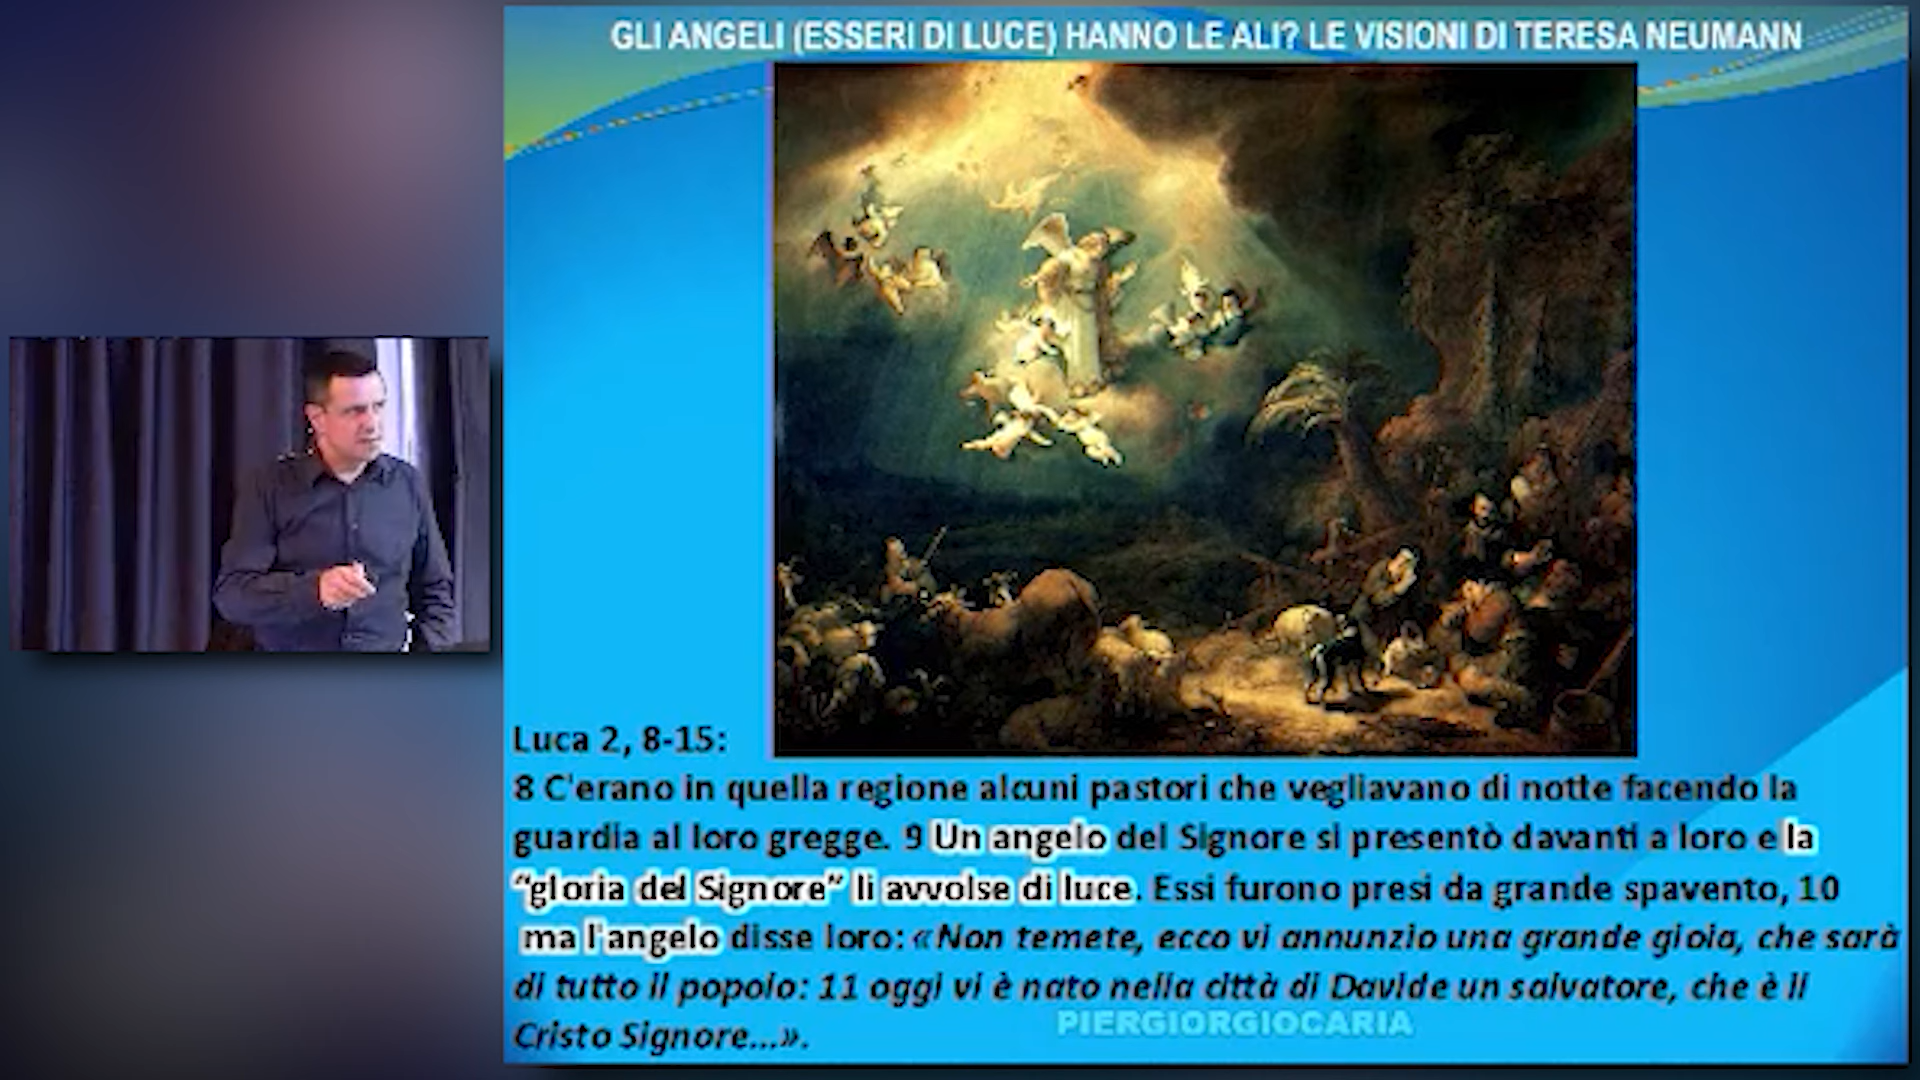 GLI ANGELI (ESSERI DI LUCE) HANNO LE ALI? LE VISIONI DI TERESA NEUMANN
Luca 2, 8-15:
8 C'erano in quella regione alcuni pastori che vegliavano di notte facendo la
guardia al loro gregge. 9 Un angelo del Signore si presentò davanti a loro e la
“gloria del Signore” li avvolse di luce. Essi furono presi da grande spavento, 10
ma l'angelo disse loro: «Non temete, ecco vi annunzio una grande gioia, che sarà
di tutto il popolo: 11 oggi vi è nato nella città di Davide un salvatore, che è il
Cristo Signore...».
PIERGIORGIOCARIA